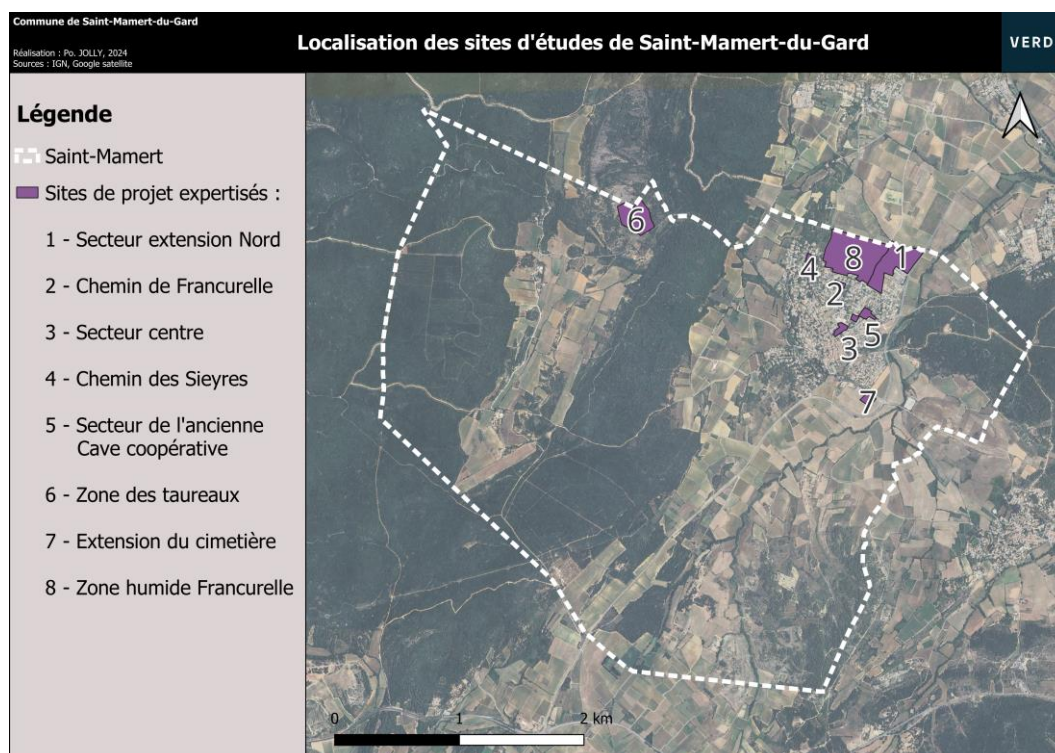 Commune de Saint-Mamert-du-Gard
Réalisation : Po. JOLLY, 2024
Sources : IGN, Google satellite
Localisation des sites d'études de Saint-Mamert-du-Gard
VERD
Légende
Saint-Mamert
Sites de projet expertisés :
1 - Secteur extension Nord
2 - Chemin de Francurelle
3 - Secteur centre
4 - Chemin des Sieyres
5 - Secteur de l'ancienne
Cave coopérative
6 - Zone des taureaux
7 - Extension du cimetière
8 - Zone humide Francurelle
6
8
1
4
2
5
3
7
0 1 2 km